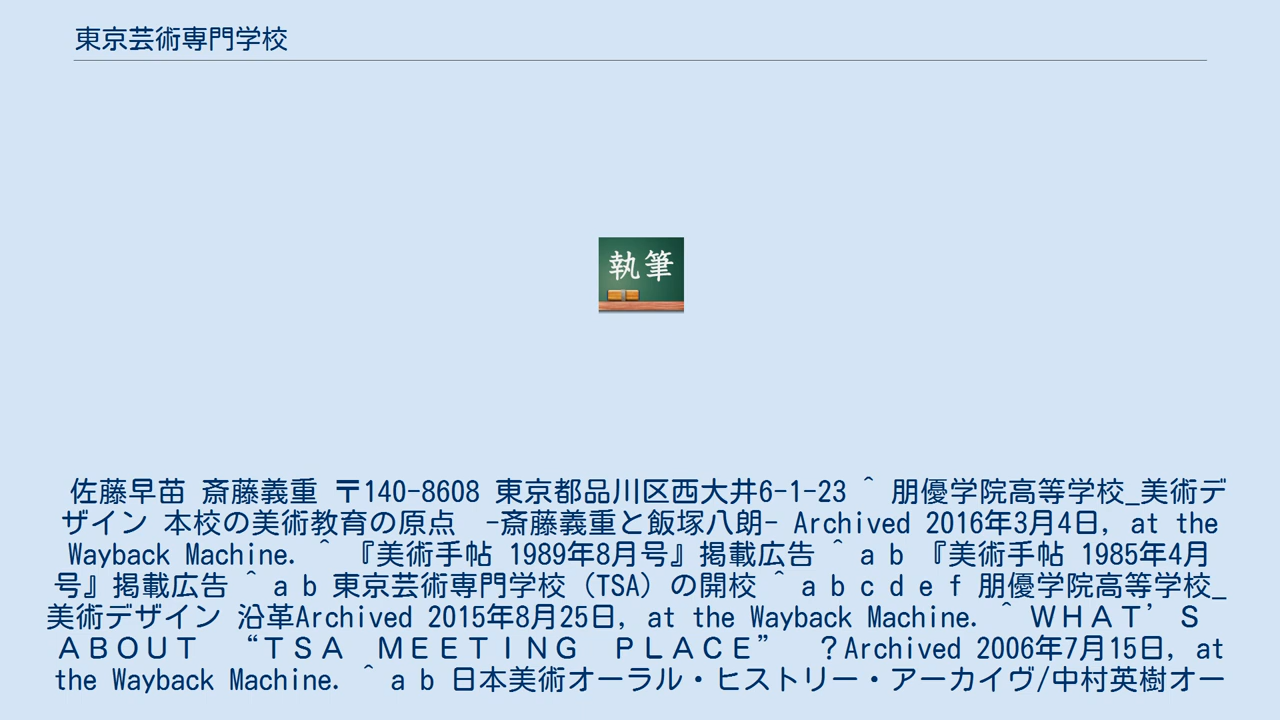 東京芸術専門学校
執筆
佐藤早苗 斎藤義重 〒140-8608 東京都品川区西大井6-1-23 ^ 朋優学院高等学校_美術デ
ザイン 本校の美術教育の原点　-斎藤義重と飯塚八朗- Archived 2016年3月4日, at the
Wayback Machine. ^ 『美術手帖 1989年8月号』掲載広告 ^ a b 『美術手帖 1985年4月
号』掲載広告 ^ a b 東京芸術専門学校（TSA）の開校 ^ a b c d e f 朋優学院高等学校_
美術デザイン 沿革Archived 2015年8月25日, at the Wayback Machine. ^ ＷＨＡＴ’Ｓ
ＡＢＯＵＴ　“ＴＳＡ　ＭＥＥＴＩＮＧ　ＰＬＡＣＥ”　？Archived 2006年7月15日, at
the Wayback Machine. ^ a b 日本美術オーラル・ヒストリー・アーカイヴ/中村英樹オー